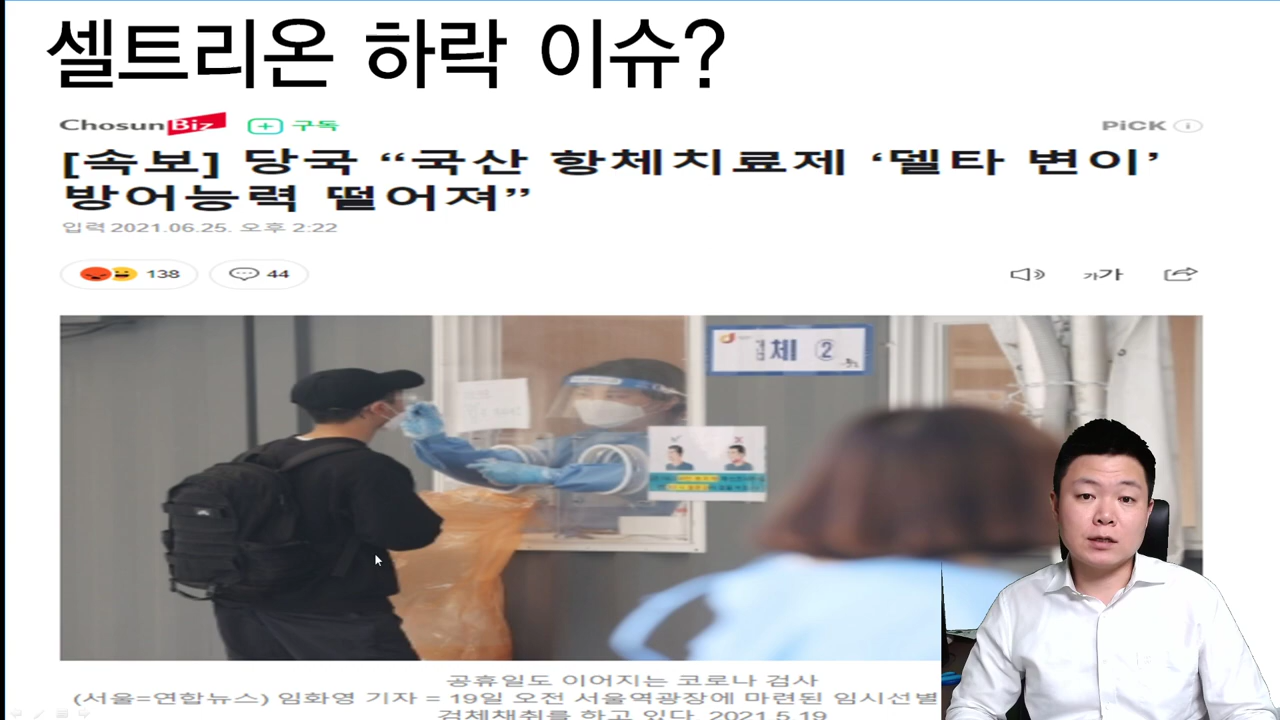 셀트리온 하락 이슈?
ChosunBiz 구독 PiCK
[속보] 당국 “국산 항체치료제 ‘델타 변이’
방어능력 떨어져”
입력 2021.06.25. 오후 2:22
138 44 가가
체 ②
공휴일도 이어지는 코로나 검사
(서울=연합뉴스) 임화영 기자 = 19일 오전 서울역광장에 마련된 임시선별
검체채취를 하고 있다. 2021.5.19